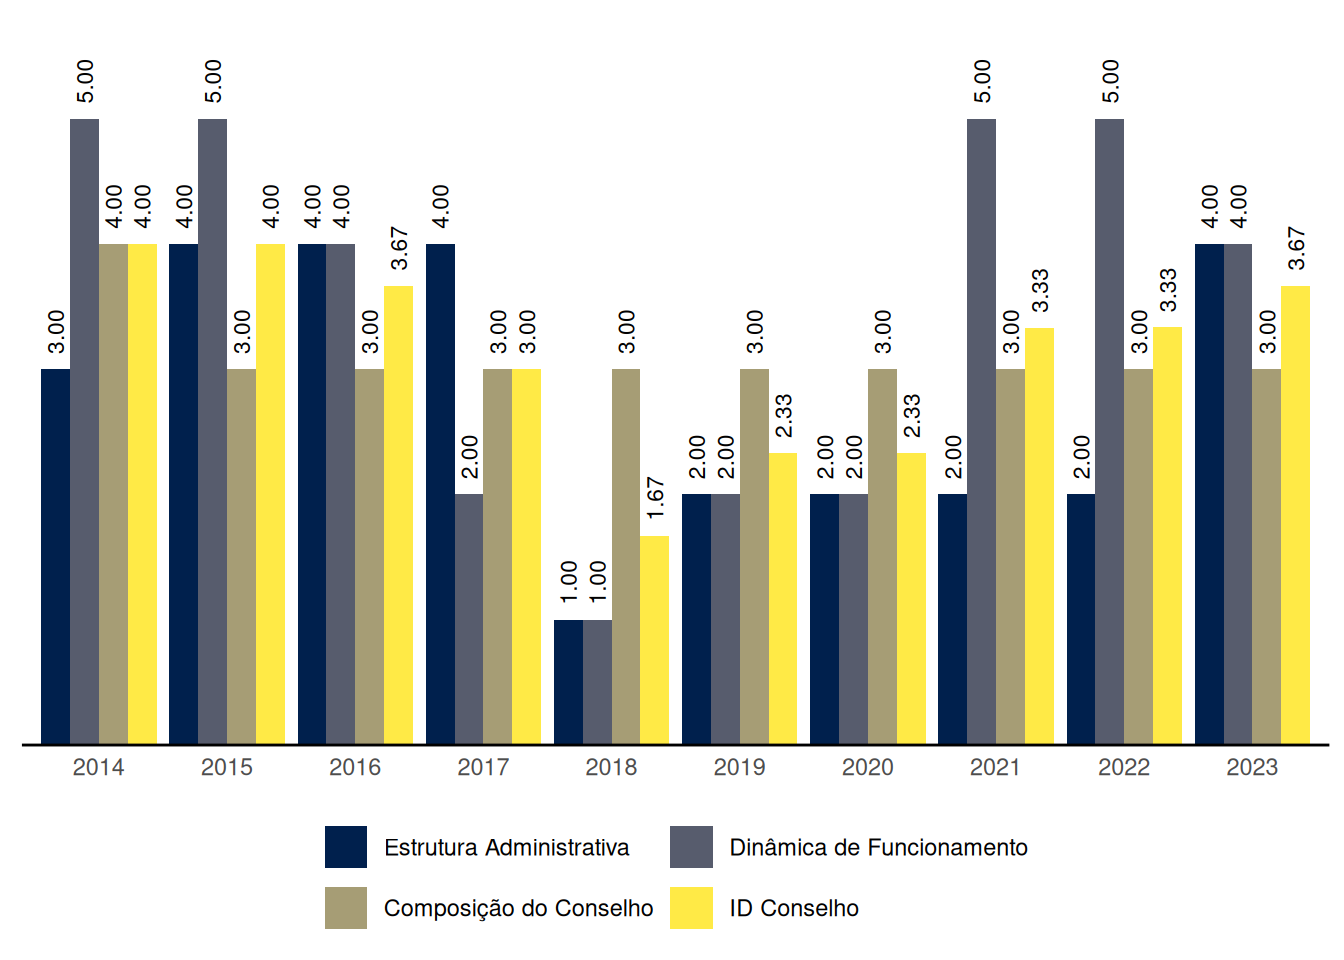 3.00 5.00 4.00 4.00 4.00 5.00 3.00 4.00 4.00 4.00 3.00 3.67 4.00 2.00 3.00 3.00 1.00 1.00 3.00 1.67 2.00 2.00 3.00 2.33 2.00 2.00 3.00 2.33 2.00 5.00 3.00 3.33 2.00 5.00 3.00 3.33 4.00 4.00 3.00 3.67
2014 2015 2016 2017 2018 2019 2020 2021 2022 2023
Estrutura Administrativa Dinâmica de Funcionamento
Composição do Conselho ID Conselho